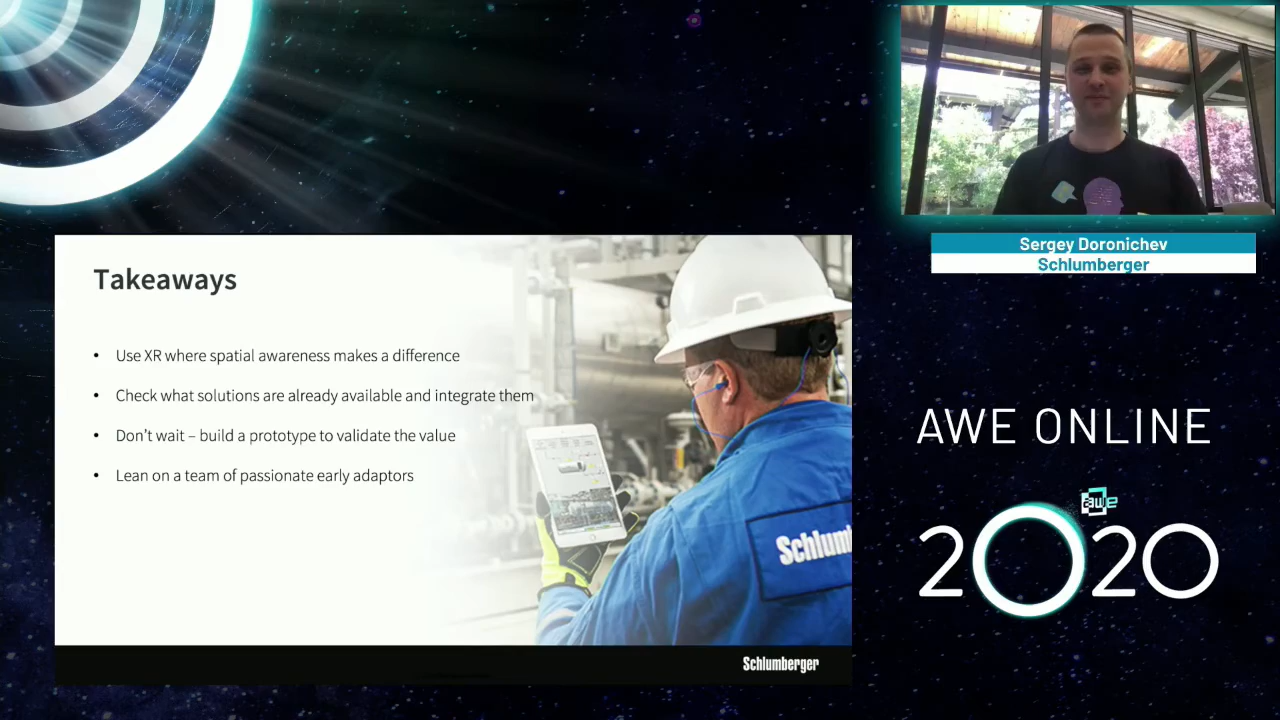 Sergey Doronichev
Schlumberger
Takeaways
• Use XR where spatial awareness makes a difference
• Check what solutions are already available and integrate them
• Don't wait – build a prototype to validate the value
• Lean on a team of passionate early adaptors
Schlumb
Schlumberger
AWE ONLINE
awe
2020